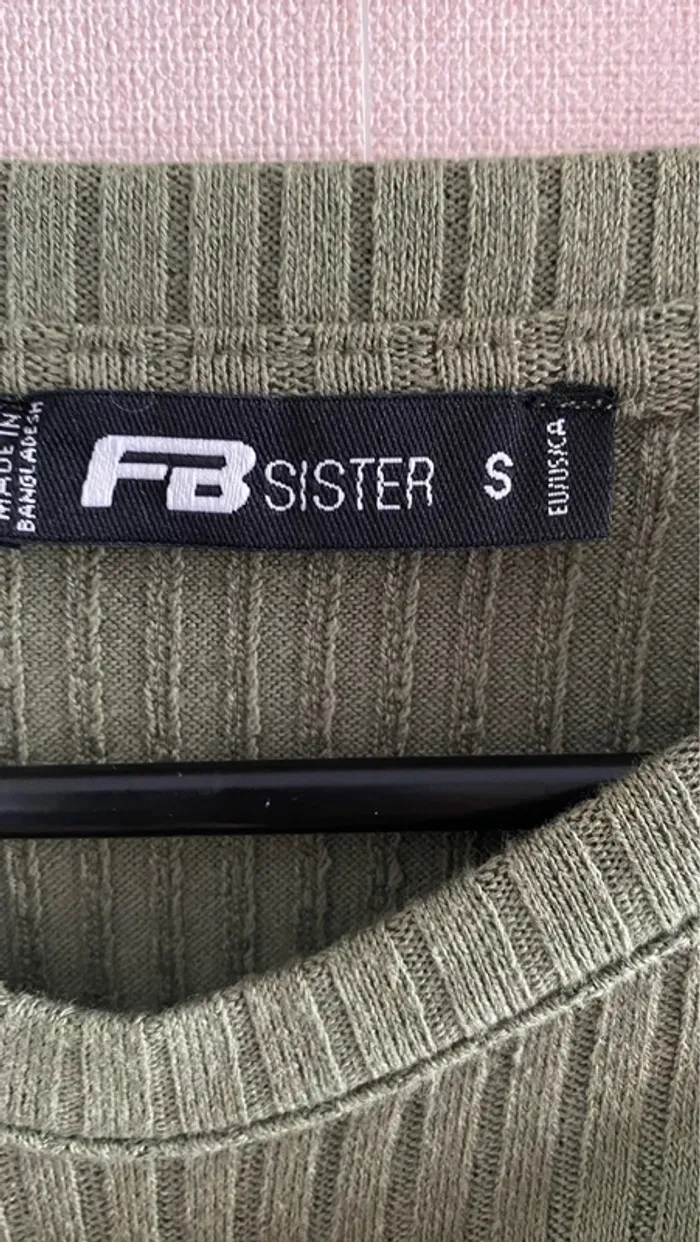 MADE IN
BANGLADESH
FB SISTER S
EU/US/CA